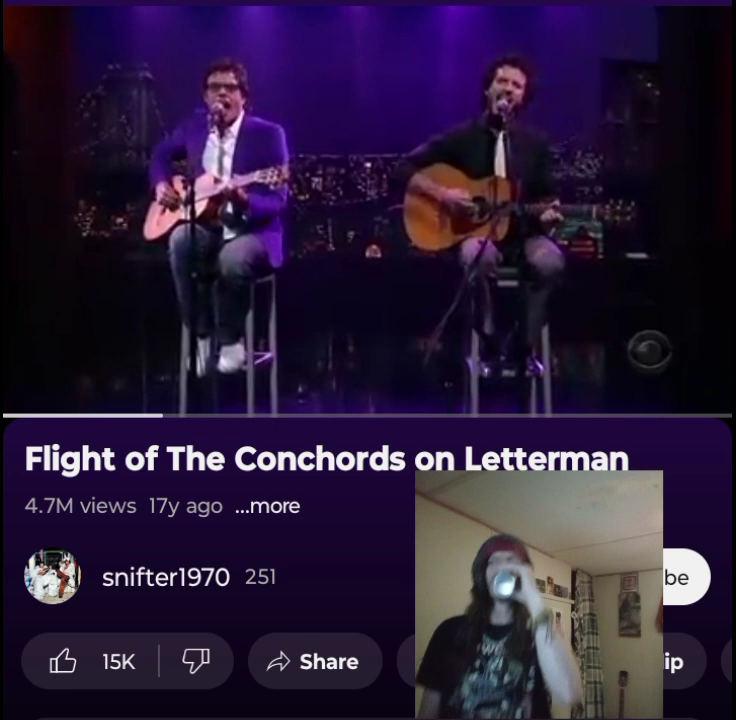 Flight of The Conchords on Letterman
4.7M views 17y ago ...more
snifter1970 251
be
15K
Share
ip